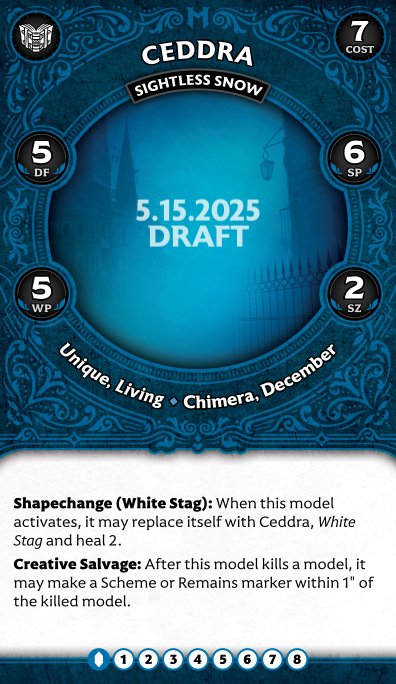 7
COST
CEDDRA
SIGHTLESS SNOW
5
DF
6
SP
5.15.2025
DRAFT
5
WP
2
SZ
Unique, Living ◆ Chimera, December
Shapechange (White Stag): When this model
activates, it may replace itself with Ceddra, White
Stag and heal 2.
Creative Salvage: After this model kills a model, it
may make a Scheme or Remains marker within 1" of
the killed model.
1 2 3 4 5 6 7 8